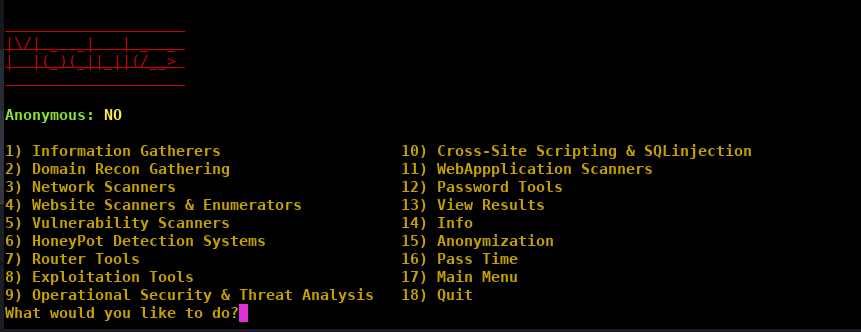 Anonymous: NO
1) Information Gatherers 10) Cross-Site Scripting & SQLinjection
2) Domain Recon Gathering 11) WebAppplication Scanners
3) Network Scanners 12) Password Tools
4) Website Scanners & Enumerators 13) View Results
5) Vulnerability Scanners 14) Info
6) HoneyPot Detection Systems 15) Anonymization
7) Router Tools 16) Pass Time
8) Exploitation Tools 17) Main Menu
9) Operational Security & Threat Analysis 18) Quit
What would you like to do?